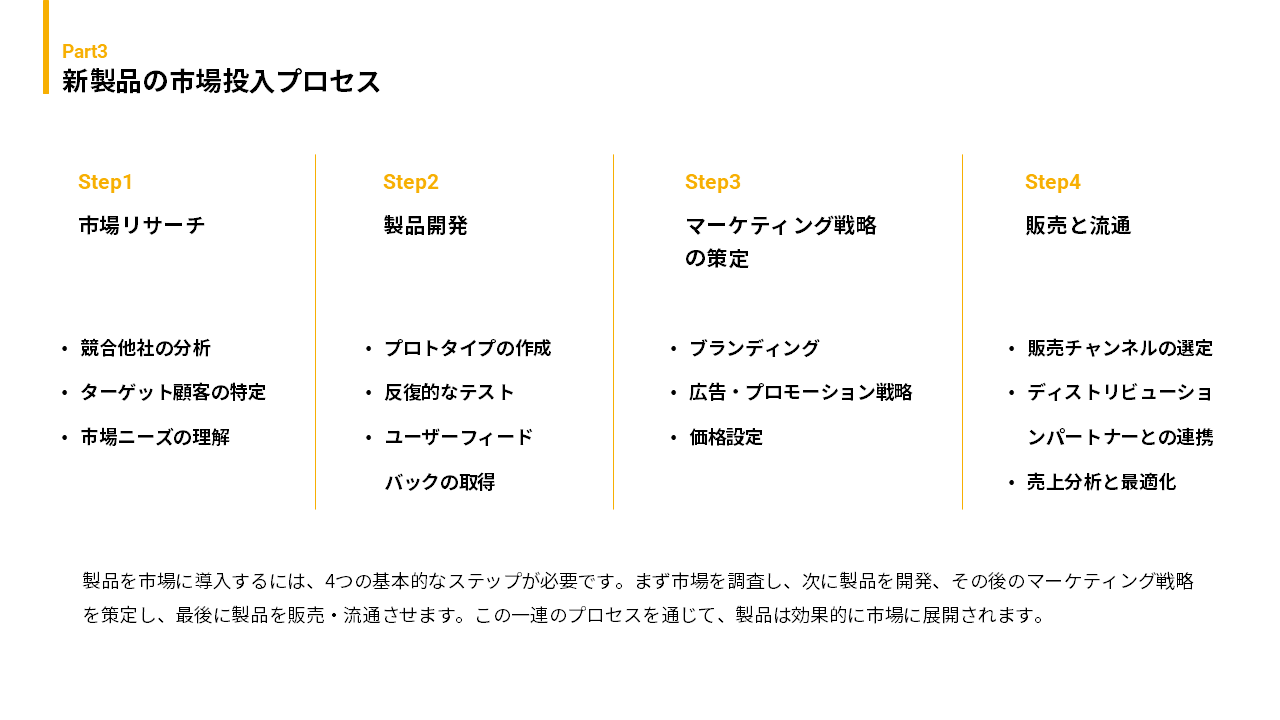 Part3
新製品の市場投入プロセス
Step1
市場リサーチ
• 競合他社の分析
• ターゲット顧客の特定
• 市場ニーズの理解
Step2
製品開発
• プロトタイプの作成
• 反復的なテスト
• ユーザーフィード
バックの取得
Step3
マーケティング戦略
の策定
• ブランディング
• 広告・プロモーション戦略
• 価格設定
Step4
販売と流通
• 販売チャンネルの選定
• ディストリビューショ
ンパートナーとの連携
• 売上分析と最適化
製品を市場に導入するには、4つの基本的なステップが必要です。まず市場を調査し、次に製品を開発、その後のマーケティング戦略
を策定し、最後に製品を販売・流通させます。この一連のプロセスを通じて、製品は効果的に市場に展開されます。